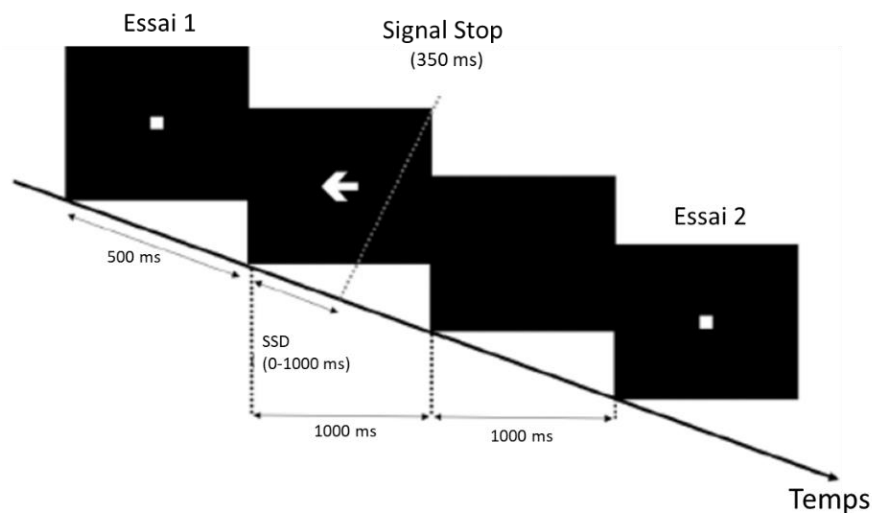 Essai 1
Signal Stop
(350 ms)
Essai 2
500 ms
SSD
(0-1000 ms)
1000 ms
1000 ms
Temps